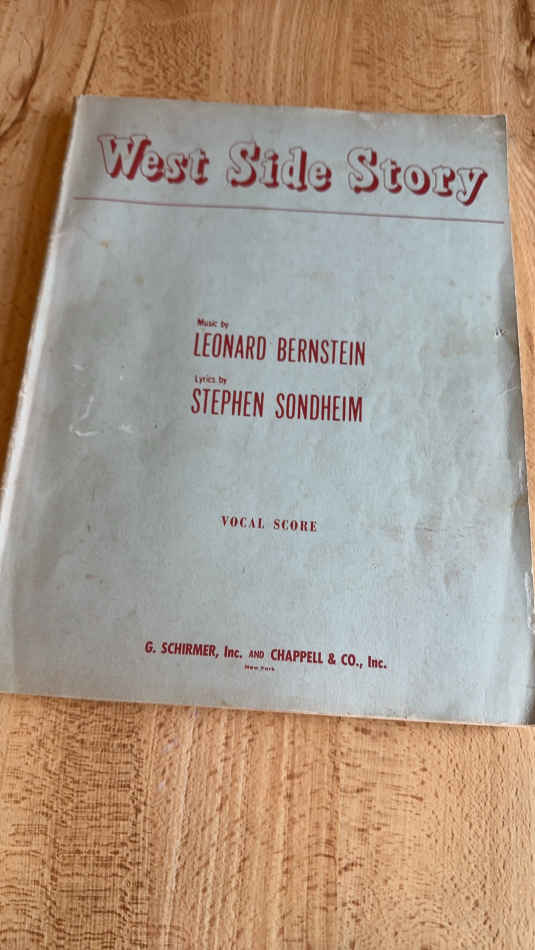 West Side Story
Music by
LEONARD BERNSTEIN
Lyrics by
STEPHEN SONDHEIM
VOCAL SCORE
G. SCHIRMER, Inc. AND CHAPPELL & CO., Inc.
New York